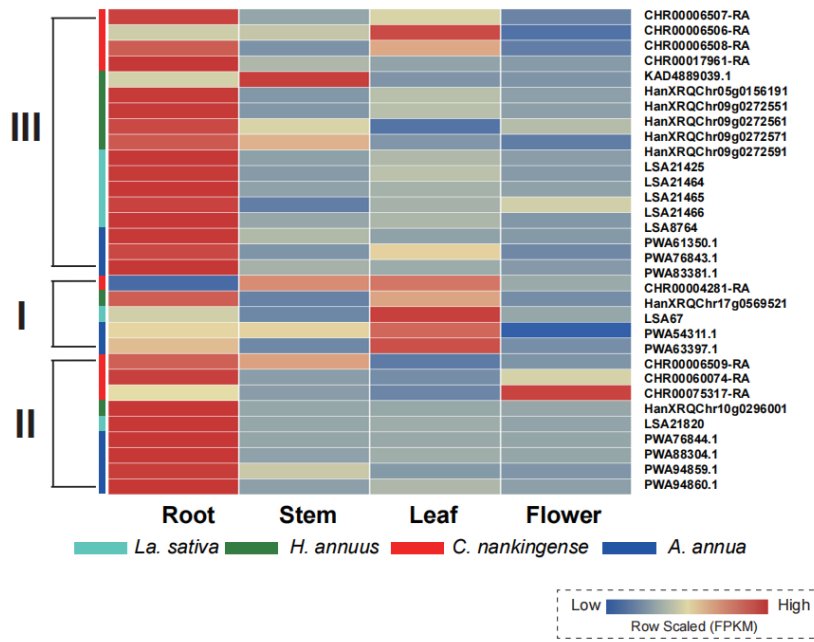 CHR00006507-RA
CHR00006506-RA
CHR00006508-RA
CHR00017961-RA
KAD4889039.1
HanXRQChr05g0156191
HanXRQChr09g0272551
HanXRQChr09g0272561
HanXRQChr09g0272571
HanXRQChr09g0272591
LSA21425
LSA21464
LSA21465
LSA21466
LSA8764
PWA61350.1
PWA76843.1
PWA83381.1
CHR00004281-RA
HanXRQChr17g0569521
LSA67
PWA54311.1
PWA63397.1
CHR00006509-RA
CHR00060074-RA
CHR00075317-RA
HanXRQChr10g0296001
LSA21820
PWA76844.1
PWA88304.1
PWA94859.1
PWA94860.1
III
I
II
Root Stem Leaf Flower
La. sativa H. annuus C. nankingense A. annua
Low High
Row Scaled (FPKM)